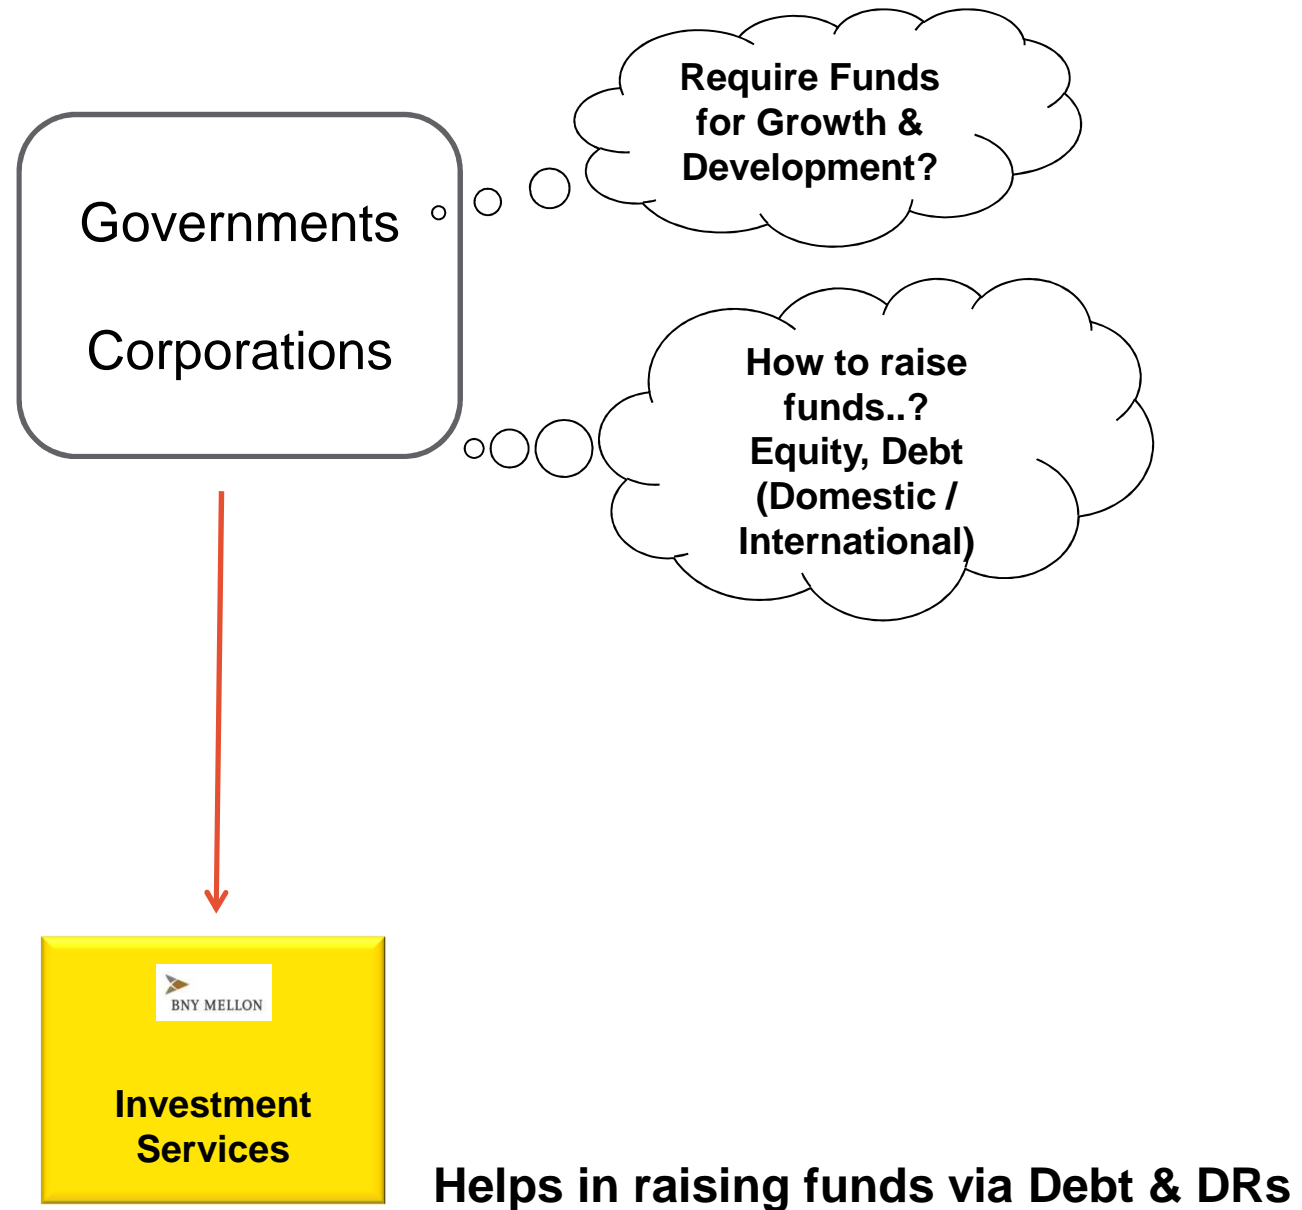 Require Funds
for Growth &
Development?
Governments
Corporations
How to raise
funds..?
Equity, Debt
(Domestic /
International)
BNY MELLON
Investment
Services
Helps in raising funds via Debt & DRs